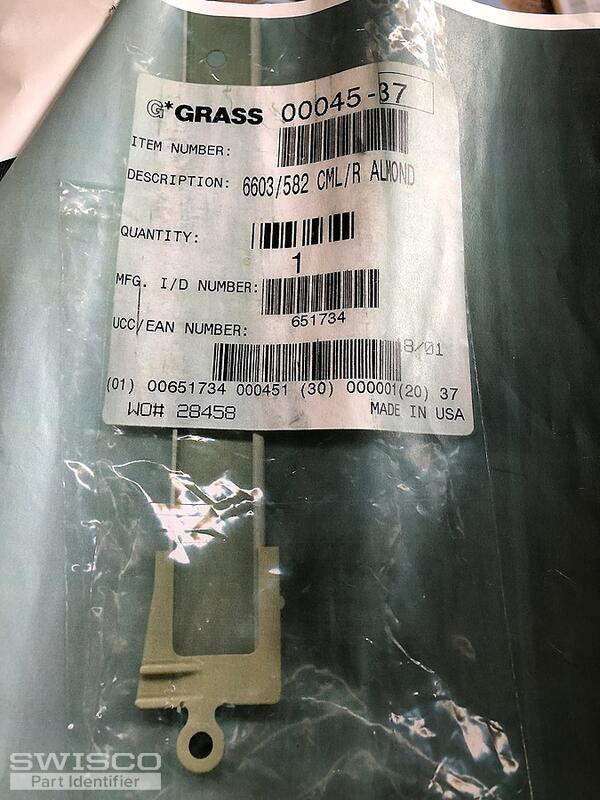 G*GRASS 00045-37
ITEM NUMBER:
DESCRIPTION: 6603/582 CML/R ALMOND
QUANTITY:
1
MFG. I/D NUMBER:
651734
UCC/EAN NUMBER:
8/01
(01) 00651734 000451 (30) 000001(20) 37
WO# 28458 MADE IN USA
SWISCO
Part Identifier